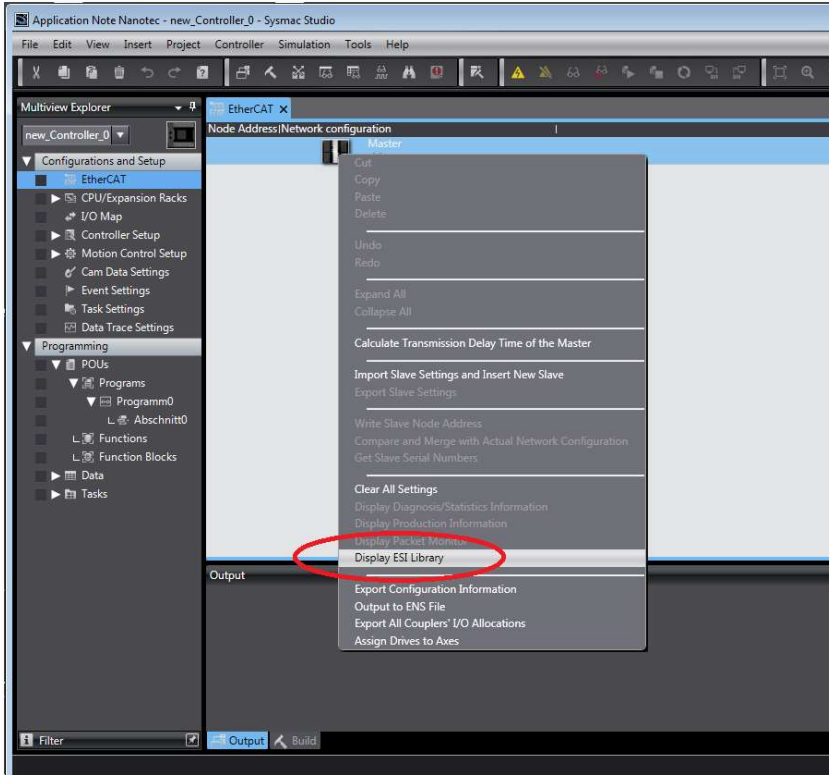 Application Note Nanotec - new_Controller_0 - Sysmac Studio
File Edit View Insert Project Controller Simulation Tools Help
Multiview Explorer
new_Controller_0
Configurations and Setup
EtherCAT
CPU/Expansion Racks
I/O Map
Controller Setup
Motion Control Setup
Cam Data Settings
Event Settings
Task Settings
Data Trace Settings
Programming
POUs
Programs
Programm0
Abschnitt0
Functions
Function Blocks
Data
Tasks
Filter
EtherCAT
Node Address|Network configuration
Master
Cut
Copy
Paste
Delete
Undo
Redo
Expand All
Collapse All
Calculate Transmission Delay Time of the Master
Import Slave Settings and Insert New Slave
Export Slave Settings
Write Slave Node Address
Compare and Merge with Actual Network Configuration
Get Slave Serial Numbers
Clear All Settings
Display Diagnosis/Statistics Information
Display Production Information
Display Packet Monitor
Display ESI Library
Export Configuration Information
Output to ENS File
Export All Couplers' I/O Allocations
Assign Drives to Axes
Output
Output Build